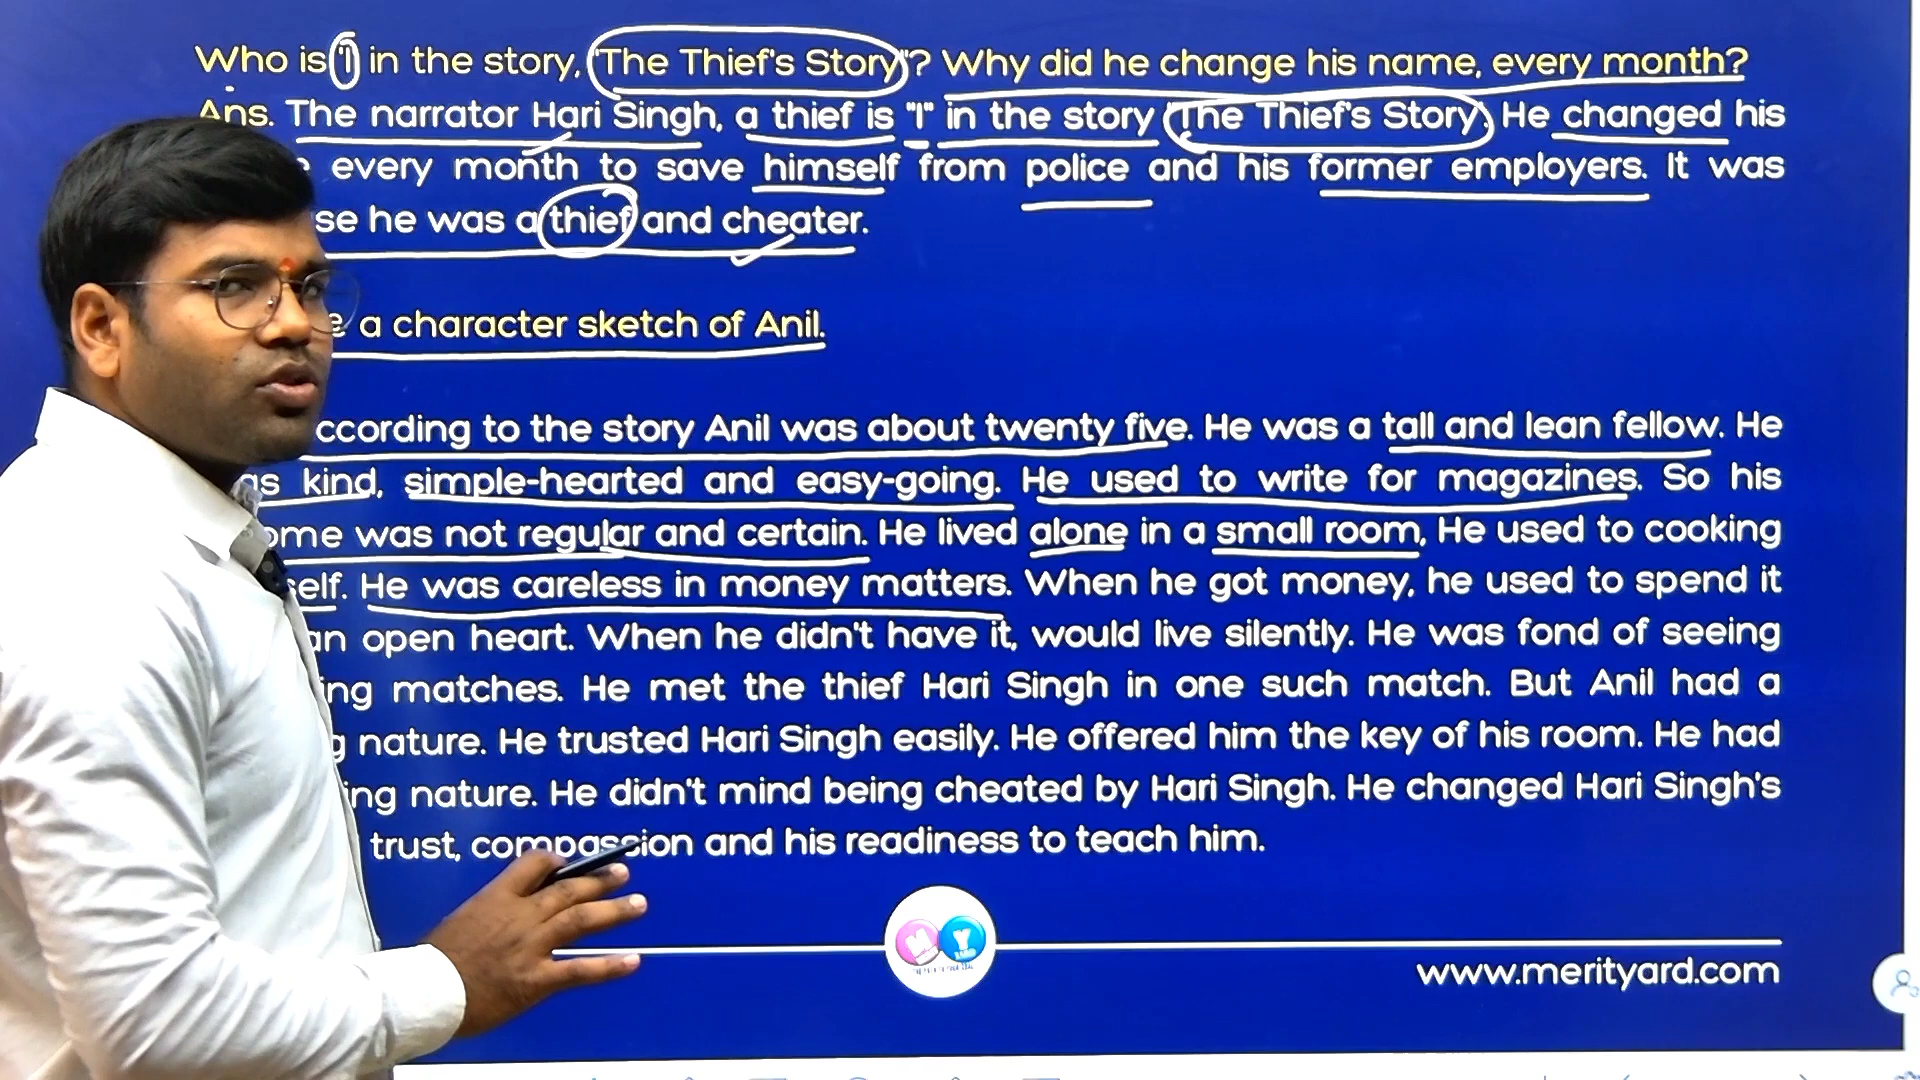 Who is "I" in the story, "The Thief's Story"? Why did he change his name, every month?
Ans. The narrator Hari Singh, a thief is "I" in the story "The Thief's Story". He changed his
every month to save himself from police and his former employers. It was
se he was a thief and cheater.
e a character sketch of Anil.
ccording to the story Anil was about twenty five. He was a tall and lean fellow. He
as kind, simple-hearted and easy-going. He used to write for magazines. So his
ome was not regular and certain. He lived alone in a small room, He used to cooking
self. He was careless in money matters. When he got money, he used to spend it
an open heart. When he didn't have it, would live silently. He was fond of seeing
ing matches. He met the thief Hari Singh in one such match. But Anil had a
g nature. He trusted Hari Singh easily. He offered him the key of his room. He had
ing nature. He didn't mind being cheated by Hari Singh. He changed Hari Singh's
trust, compassion and his readiness to teach him.
M Y
www.merityard.com